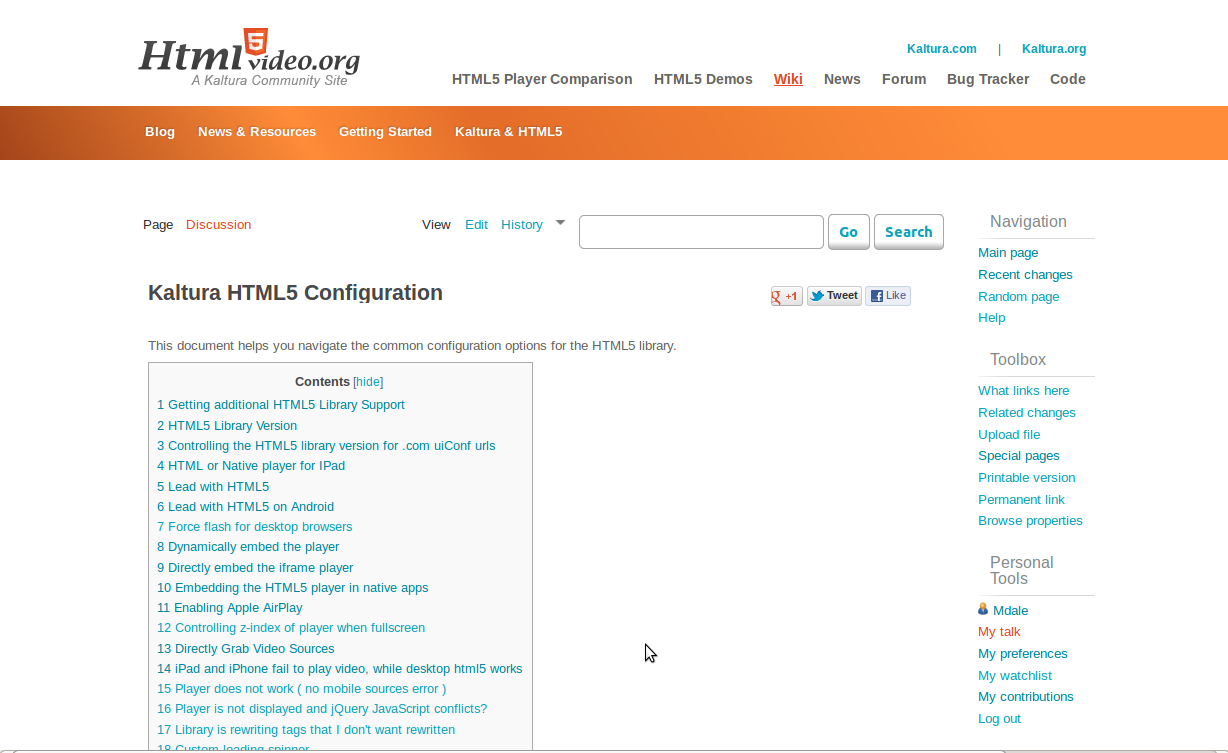 Html5video.org
A Kaltura Community Site
Kaltura.com | Kaltura.org
HTML5 Player Comparison HTML5 Demos Wiki News Forum Bug Tracker Code
Blog News & Resources Getting Started Kaltura & HTML5
Page Discussion View Edit History Go Search
Kaltura HTML5 Configuration
+1 Tweet Like
This document helps you navigate the common configuration options for the HTML5 library.
Contents [hide]
1 Getting additional HTML5 Library Support
2 HTML5 Library Version
3 Controlling the HTML5 library version for .com uiConf urls
4 HTML or Native player for IPad
5 Lead with HTML5
6 Lead with HTML5 on Android
7 Force flash for desktop browsers
8 Dynamically embed the player
9 Directly embed the iframe player
10 Embedding the HTML5 player in native apps
11 Enabling Apple AirPlay
12 Controlling z-index of player when fullscreen
13 Directly Grab Video Sources
14 iPad and iPhone fail to play video, while desktop html5 works
15 Player does not work ( no mobile sources error )
16 Player is not displayed and jQuery JavaScript conflicts?
17 Library is rewriting tags that I don't want rewritten
18 Custom loading spinner
Navigation
Main page
Recent changes
Random page
Help
Toolbox
What links here
Related changes
Upload file
Special pages
Printable version
Permanent link
Browse properties
Personal
Tools
Mdale
My talk
My preferences
My watchlist
My contributions
Log out